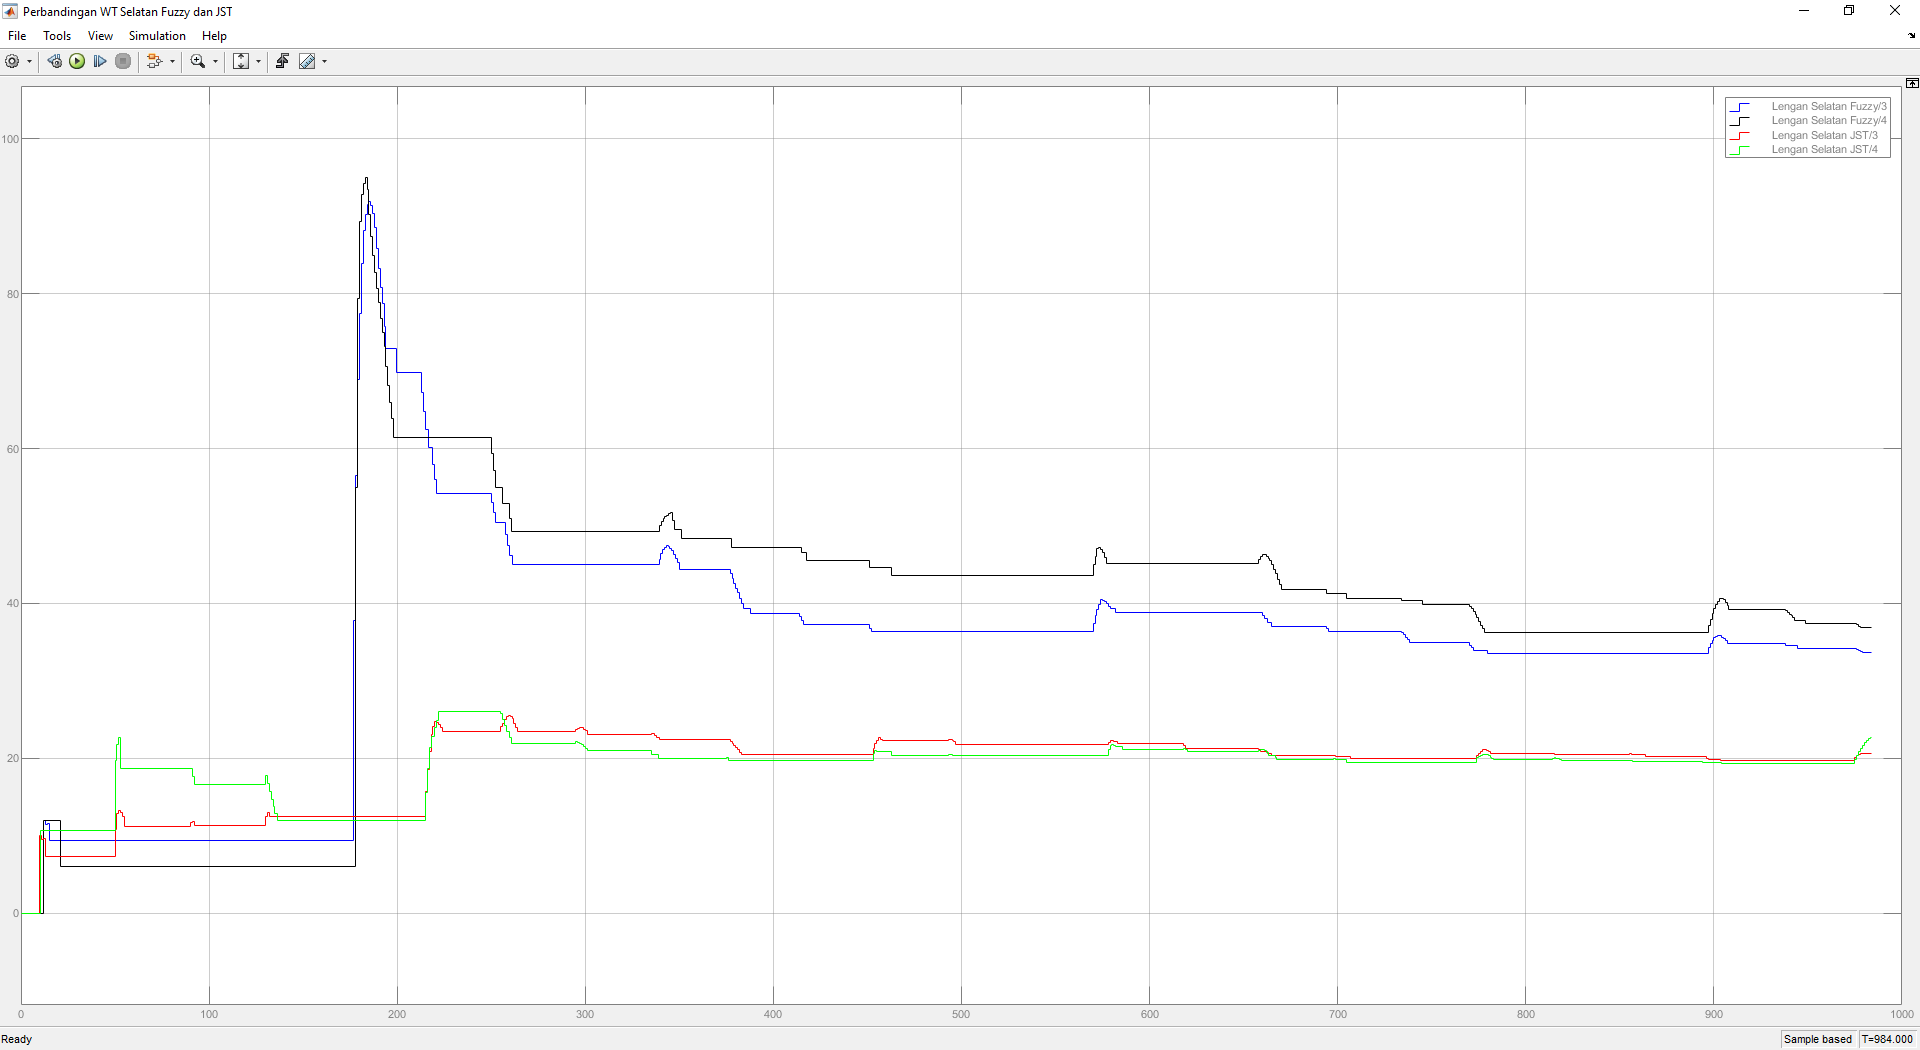 Perbandingan WT Selatan Fuzzy dan JST
File Tools View Simulation Help
Lengan Selatan Fuzzy/3
Lengan Selatan Fuzzy/4
Lengan Selatan JST/3
Lengan Selatan JST/4
100
80
60
40
20
0
0 100 200 300 400 500 600 700 800 900 1000
Ready Sample based T=984.000